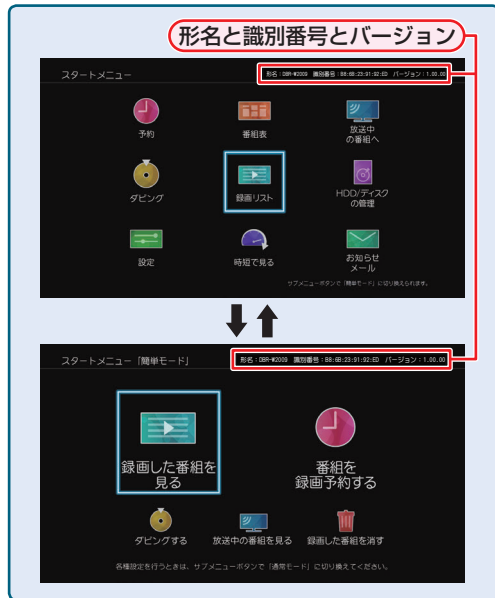 形名と識別番号とバージョン
スタートメニュー
形名：DBR-W2009 識別番号：B8:6B:23:91:92:ED バージョン：1.00.00
予約
番組表
放送中
の番組へ
ダビング
録画リスト
HDD/ディスク
の管理
設定
時短で見る
お知らせ
メール
サブメニューボタンで「簡単モード」に切り換えられます。
スタートメニュー「簡単モード」
形名：DBR-W2009 識別番号：B8:6B:23:91:92:ED バージョン：1.00.00
録画した番組を
見る
番組を
録画予約する
ダビングする
放送中の番組を見る
録画した番組を消す
各種設定を行うときは、サブメニューボタンで「通常モード」に切り換えてください。